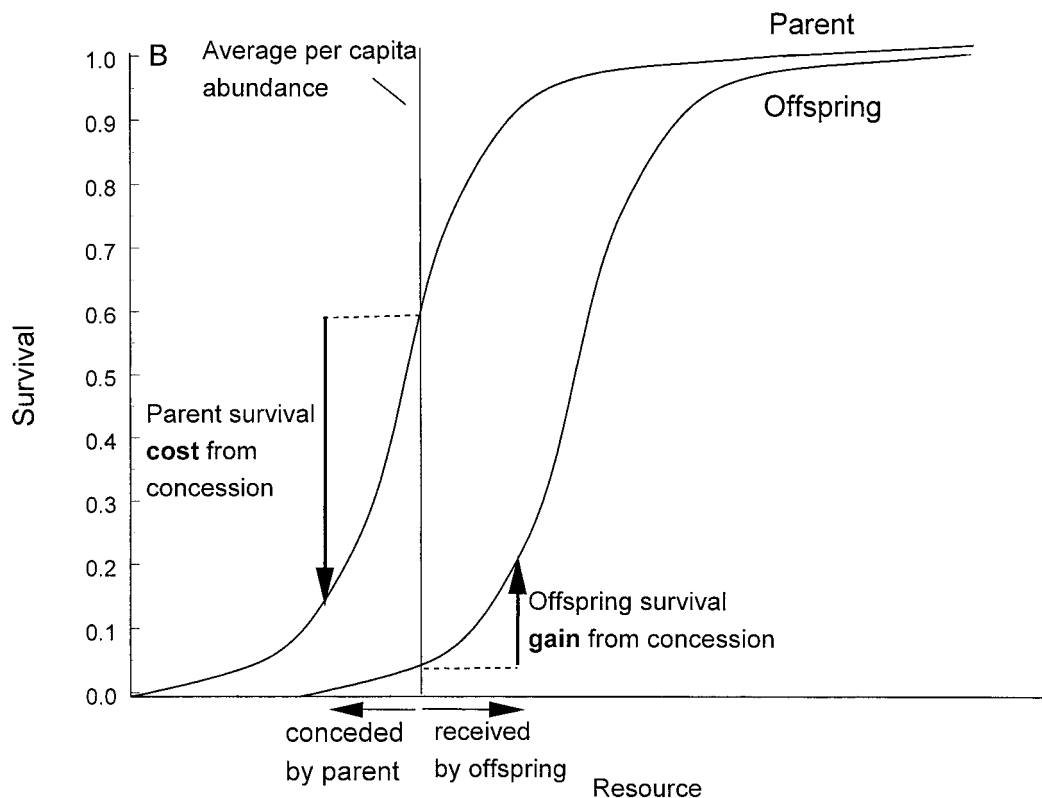 B
Average per capita
abundance
Parent
Offspring
1.0
0.9
0.8
0.7
0.6
0.5
0.4
0.3
0.2
0.1
0.0
Survival
Parent survival
cost from
concession
Offspring survival
gain from concession
conceded
by parent
received
by offspring
Resource